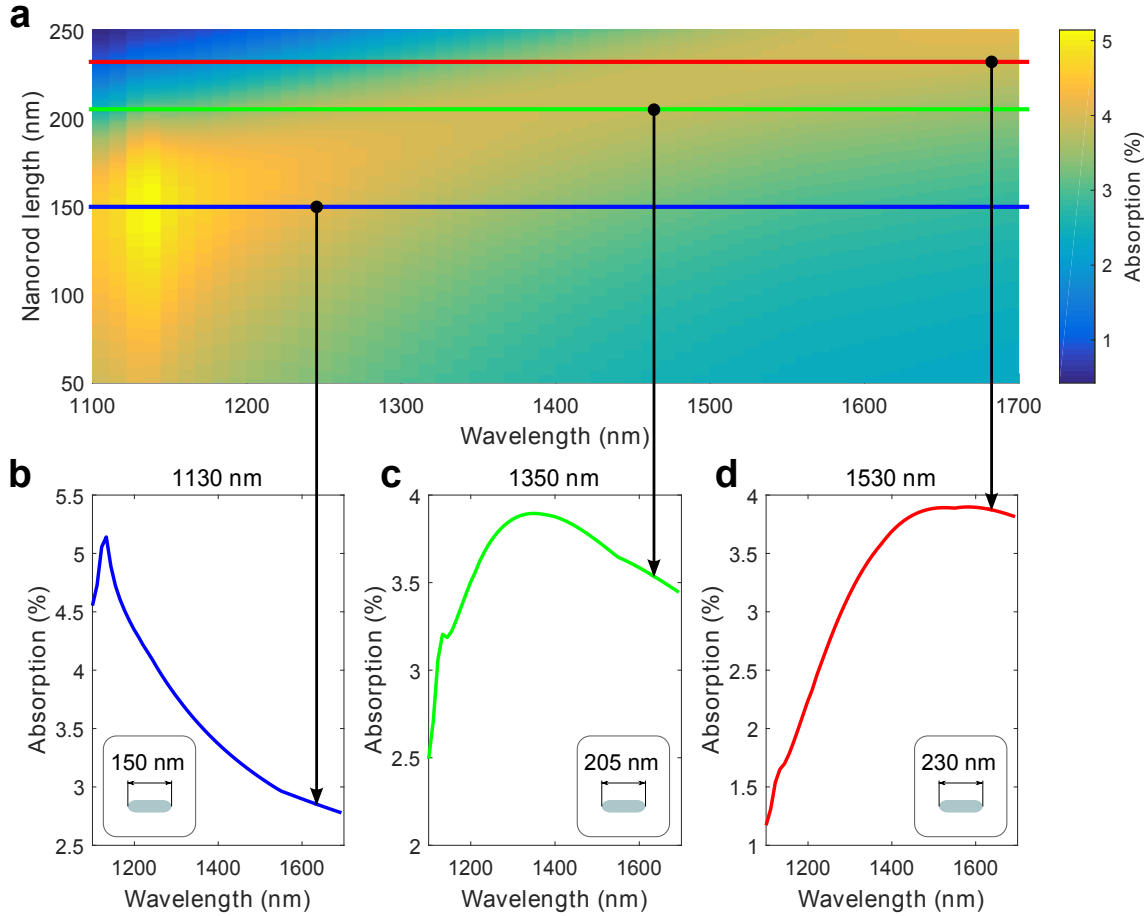 a
250
200
150
100
50
Nanorod length (nm)
1100 1200 1300 1400 1500 1600 1700
Wavelength (nm)
5
4
3
2
1
Absorption (%)
b
1130 nm
5.5
5
4.5
4
3.5
3
2.5
Absorption (%)
150 nm
1200 1400 1600
Wavelength (nm)
c
1350 nm
4
3.5
3
2.5
2
Absorption (%)
205 nm
1200 1400 1600
Wavelength (nm)
d
1530 nm
4
3.5
3
2.5
2
1.5
1
Absorption (%)
230 nm
1200 1400 1600
Wavelength (nm)